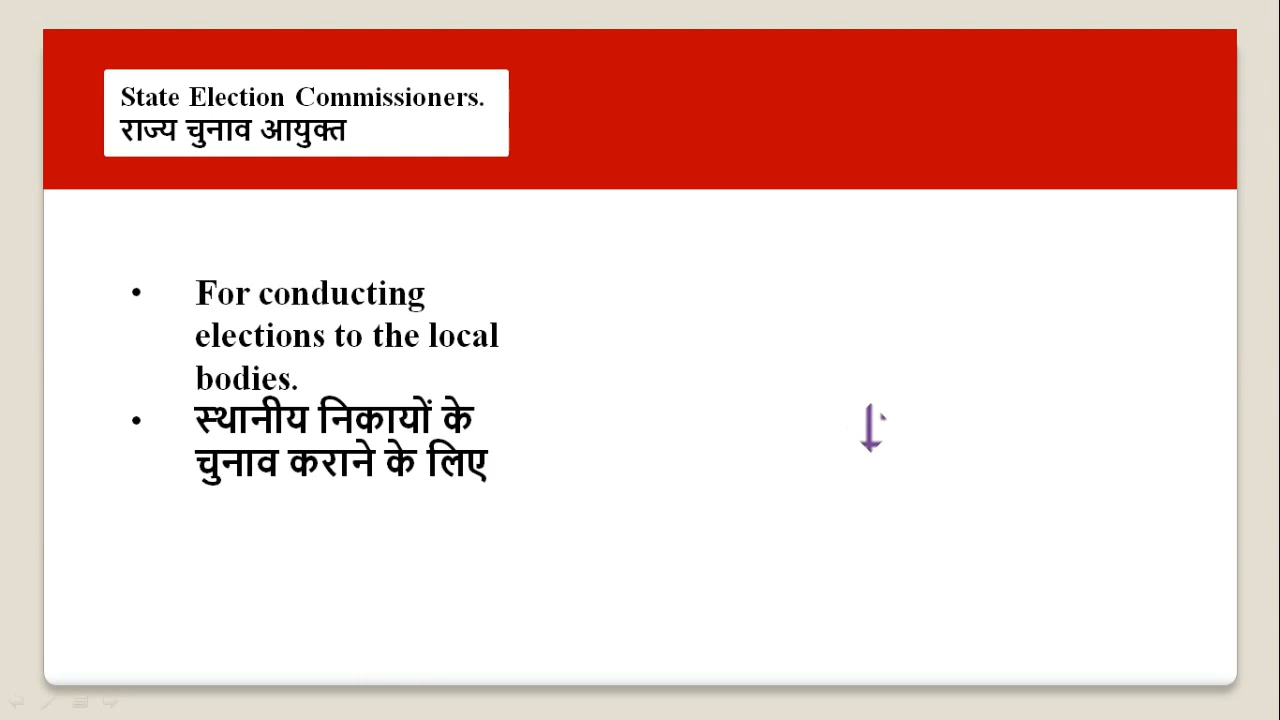 State Election Commissioners.
राज्य चुनाव आयुक्त
• For conducting
elections to the local
bodies.
• स्थानीय निकायों के
चुनाव कराने के लिए